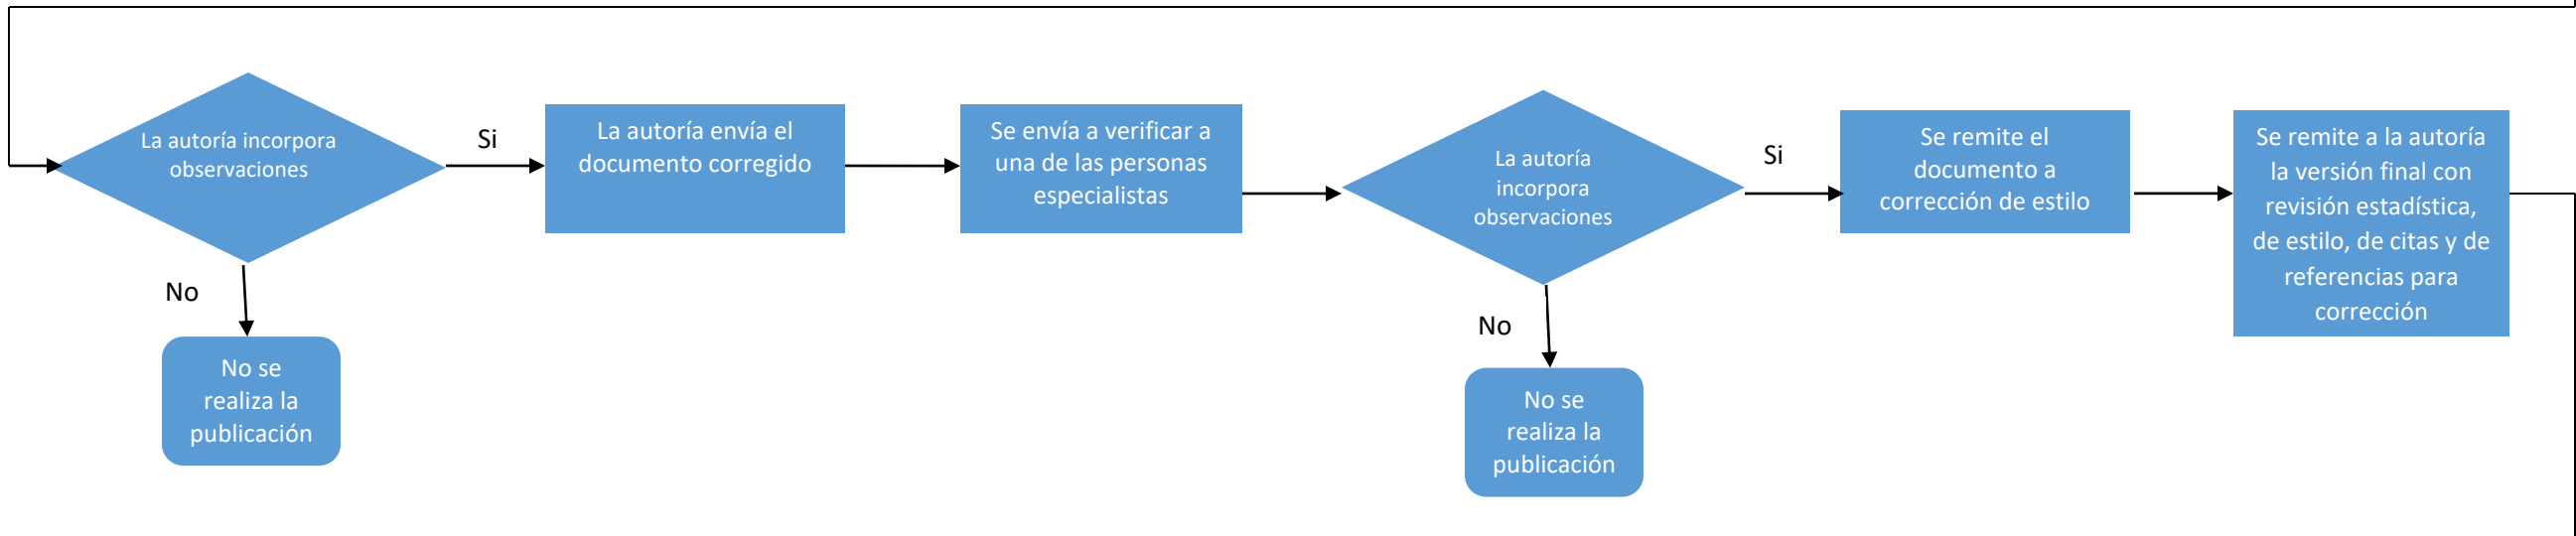 La autoría incorpora
observaciones
Si
No
No se
realiza la
publicación
La autoría envía el
documento corregido
Se envía a verificar a
una de las personas
especialistas
La autoría
incorpora
observaciones
Si
No
No se
realiza la
publicación
Se remite el
documento a
corrección de estilo
Se remite a la autoría
la versión final con
revisión estadística,
de estilo, de citas y de
referencias para
corrección